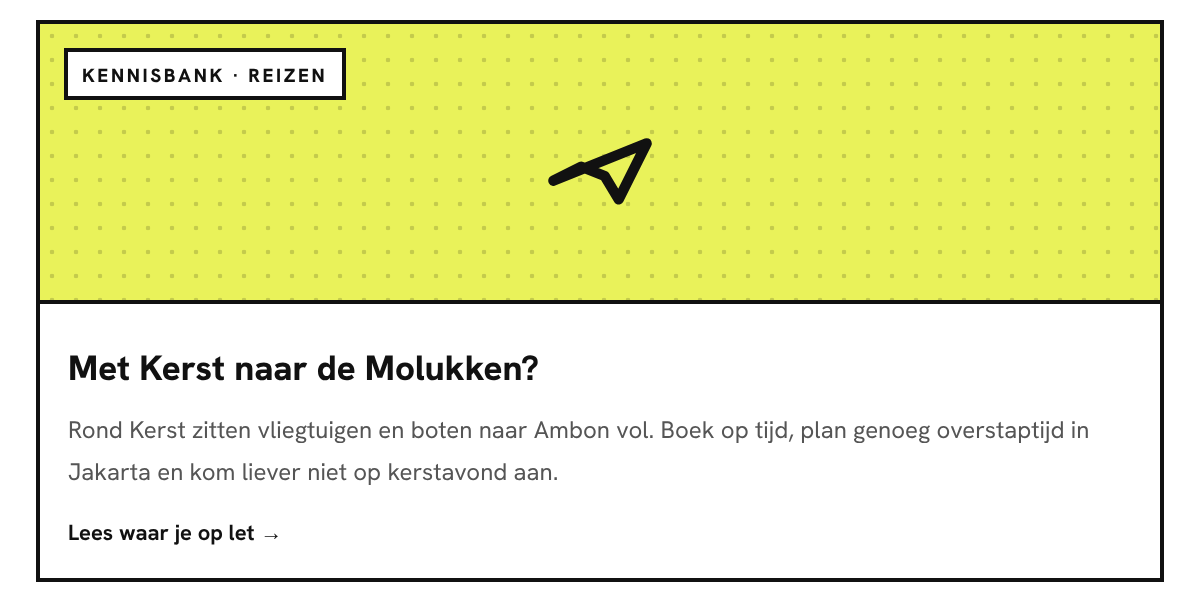 KENNISBANK · REIZEN
Met Kerst naar de Molukken?
Rond Kerst zitten vliegtuigen en boten naar Ambon vol. Boek op tijd, plan genoeg overstaptijd in
Jakarta en kom liever niet op kerstavond aan.
Lees waar je op let →